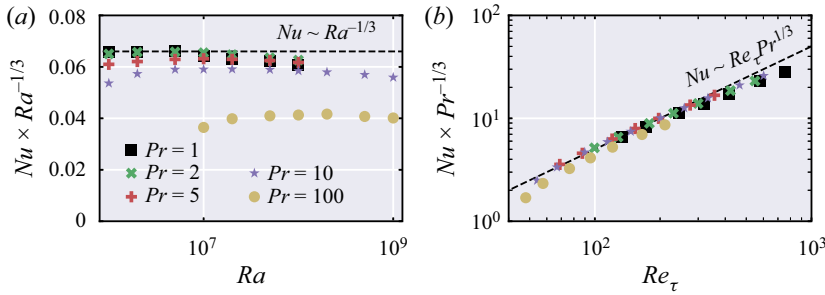 (a)
Nu ~ Ra^{-1/3}
0.08
0.06
0.04
0.02
0
Nu × Ra^{-1/3}
Pr = 1
Pr = 2
Pr = 5
Pr = 10
Pr = 100
10^7
10^9
Ra
(b)
Nu ~ Re_τ Pr^{1/3}
10^2
10^1
10^0
Nu × Pr^{-1/3}
10^2
10^3
Re_τ